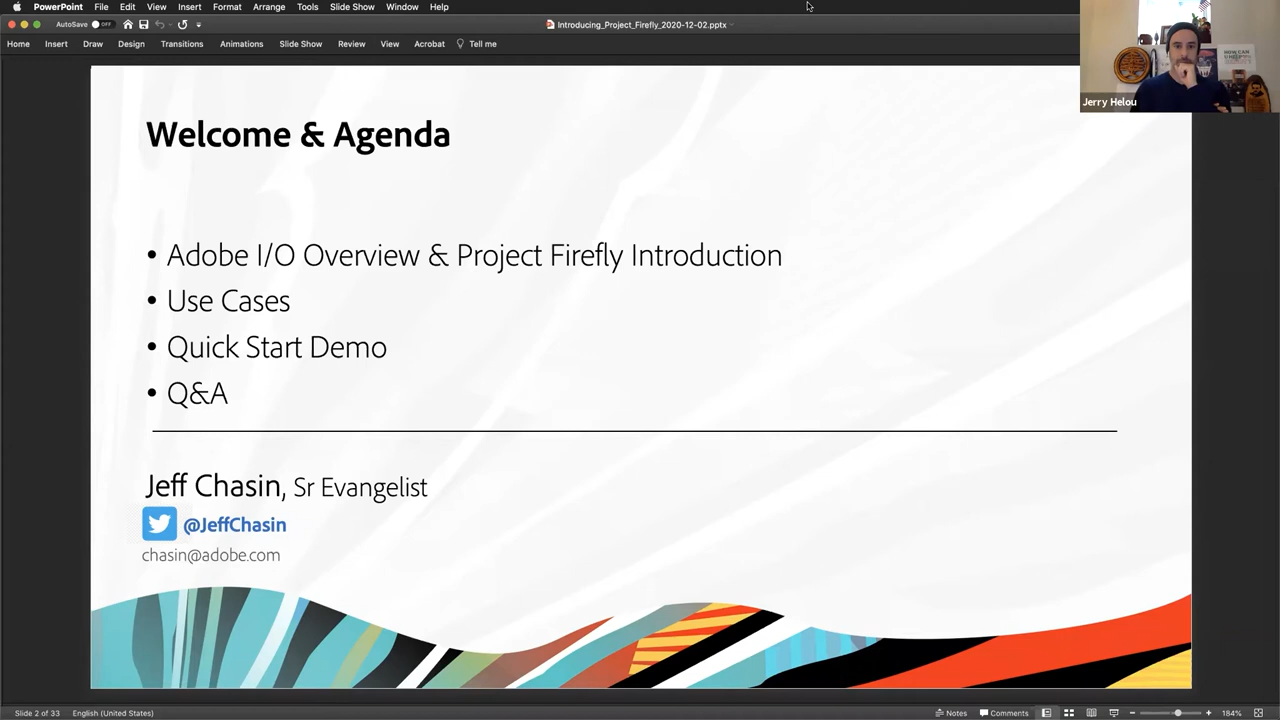 PowerPoint File Edit View Insert Format Arrange Tools Slide Show Window Help
AutoSave OFF Introducing_Project_Firefly_2020-12-02.pptx
Home Insert Draw Design Transitions Animations Slide Show Review View Acrobat Tell me
HOW CAN
Jerry Helou
Welcome & Agenda
• Adobe I/O Overview & Project Firefly Introduction
• Use Cases
• Quick Start Demo
• Q&A
Jeff Chasin, Sr Evangelist
@JeffChasin
chasin@adobe.com
Slide 2 of 33 English (United States) Notes Comments 184%